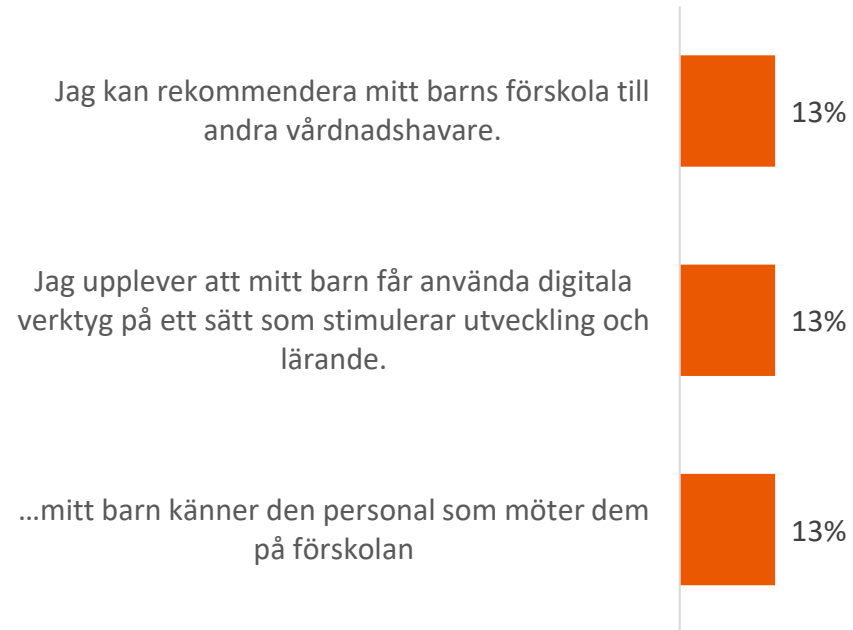 Jag kan rekommendera mitt barns förskola till
andra vårdnadshavare.
13%
Jag upplever att mitt barn får använda digitala
verktyg på ett sätt som stimulerar utveckling och
lärande.
13%
…mitt barn känner den personal som möter dem
på förskolan
13%